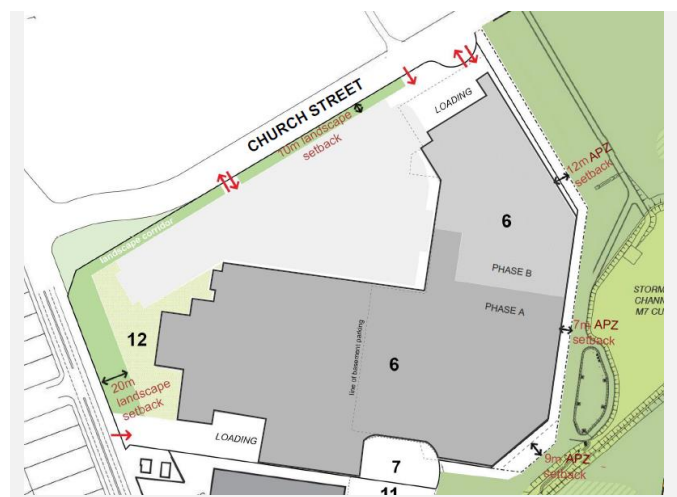 CHURCH STREET
10m landscape
setback
LOADING
12m APZ
setback
6
PHASE B
landscape corridor
PHASE A
STORM
CHANN
M7 CU
7m APZ
setback
12
6
line of basement parking
20m
landscape
setback
LOADING
7
9m APZ
setback
11